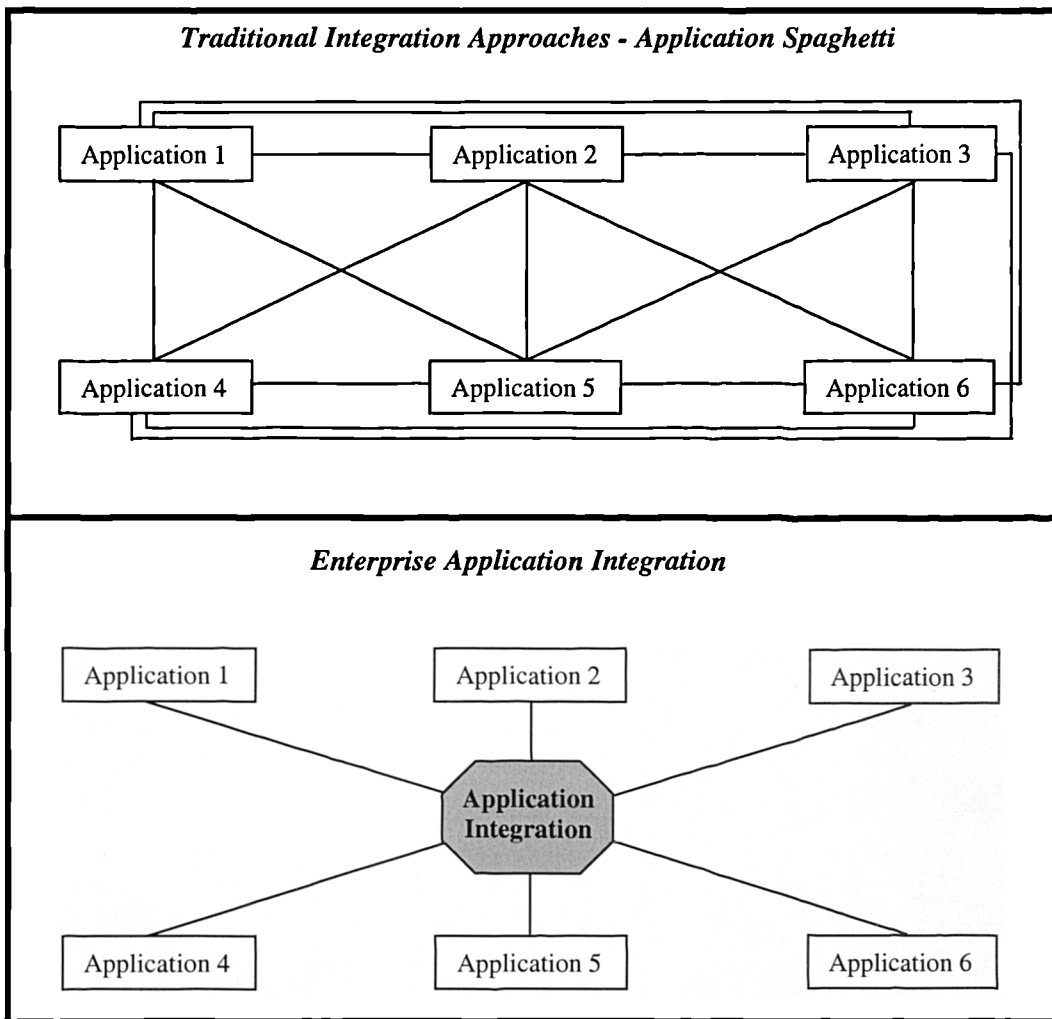 Traditional Integration Approaches - Application Spaghetti
Application 1
Application 2
Application 3
Application 4
Application 5
Application 6
Enterprise Application Integration
Application 1
Application 2
Application 3
Application
Integration
Application 4
Application 5
Application 6